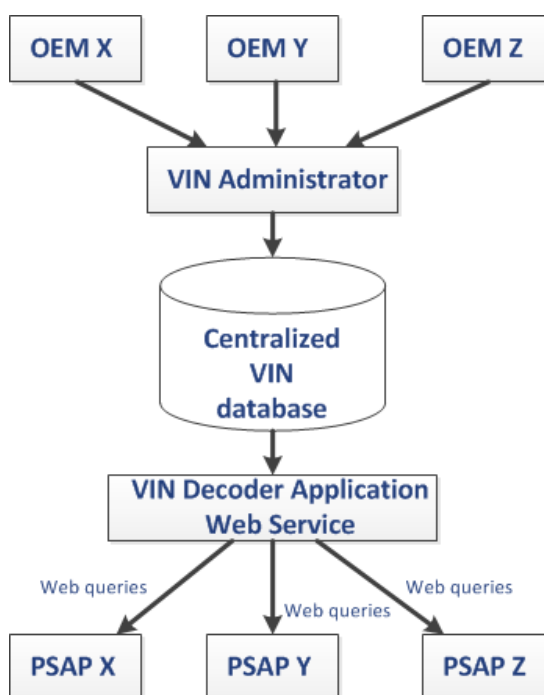 OEM X
OEM Y
OEM Z
VIN Administrator
Centralized
VIN
database
VIN Decoder Application
Web Service
Web queries
Web queries
Web queries
PSAP X
PSAP Y
PSAP Z